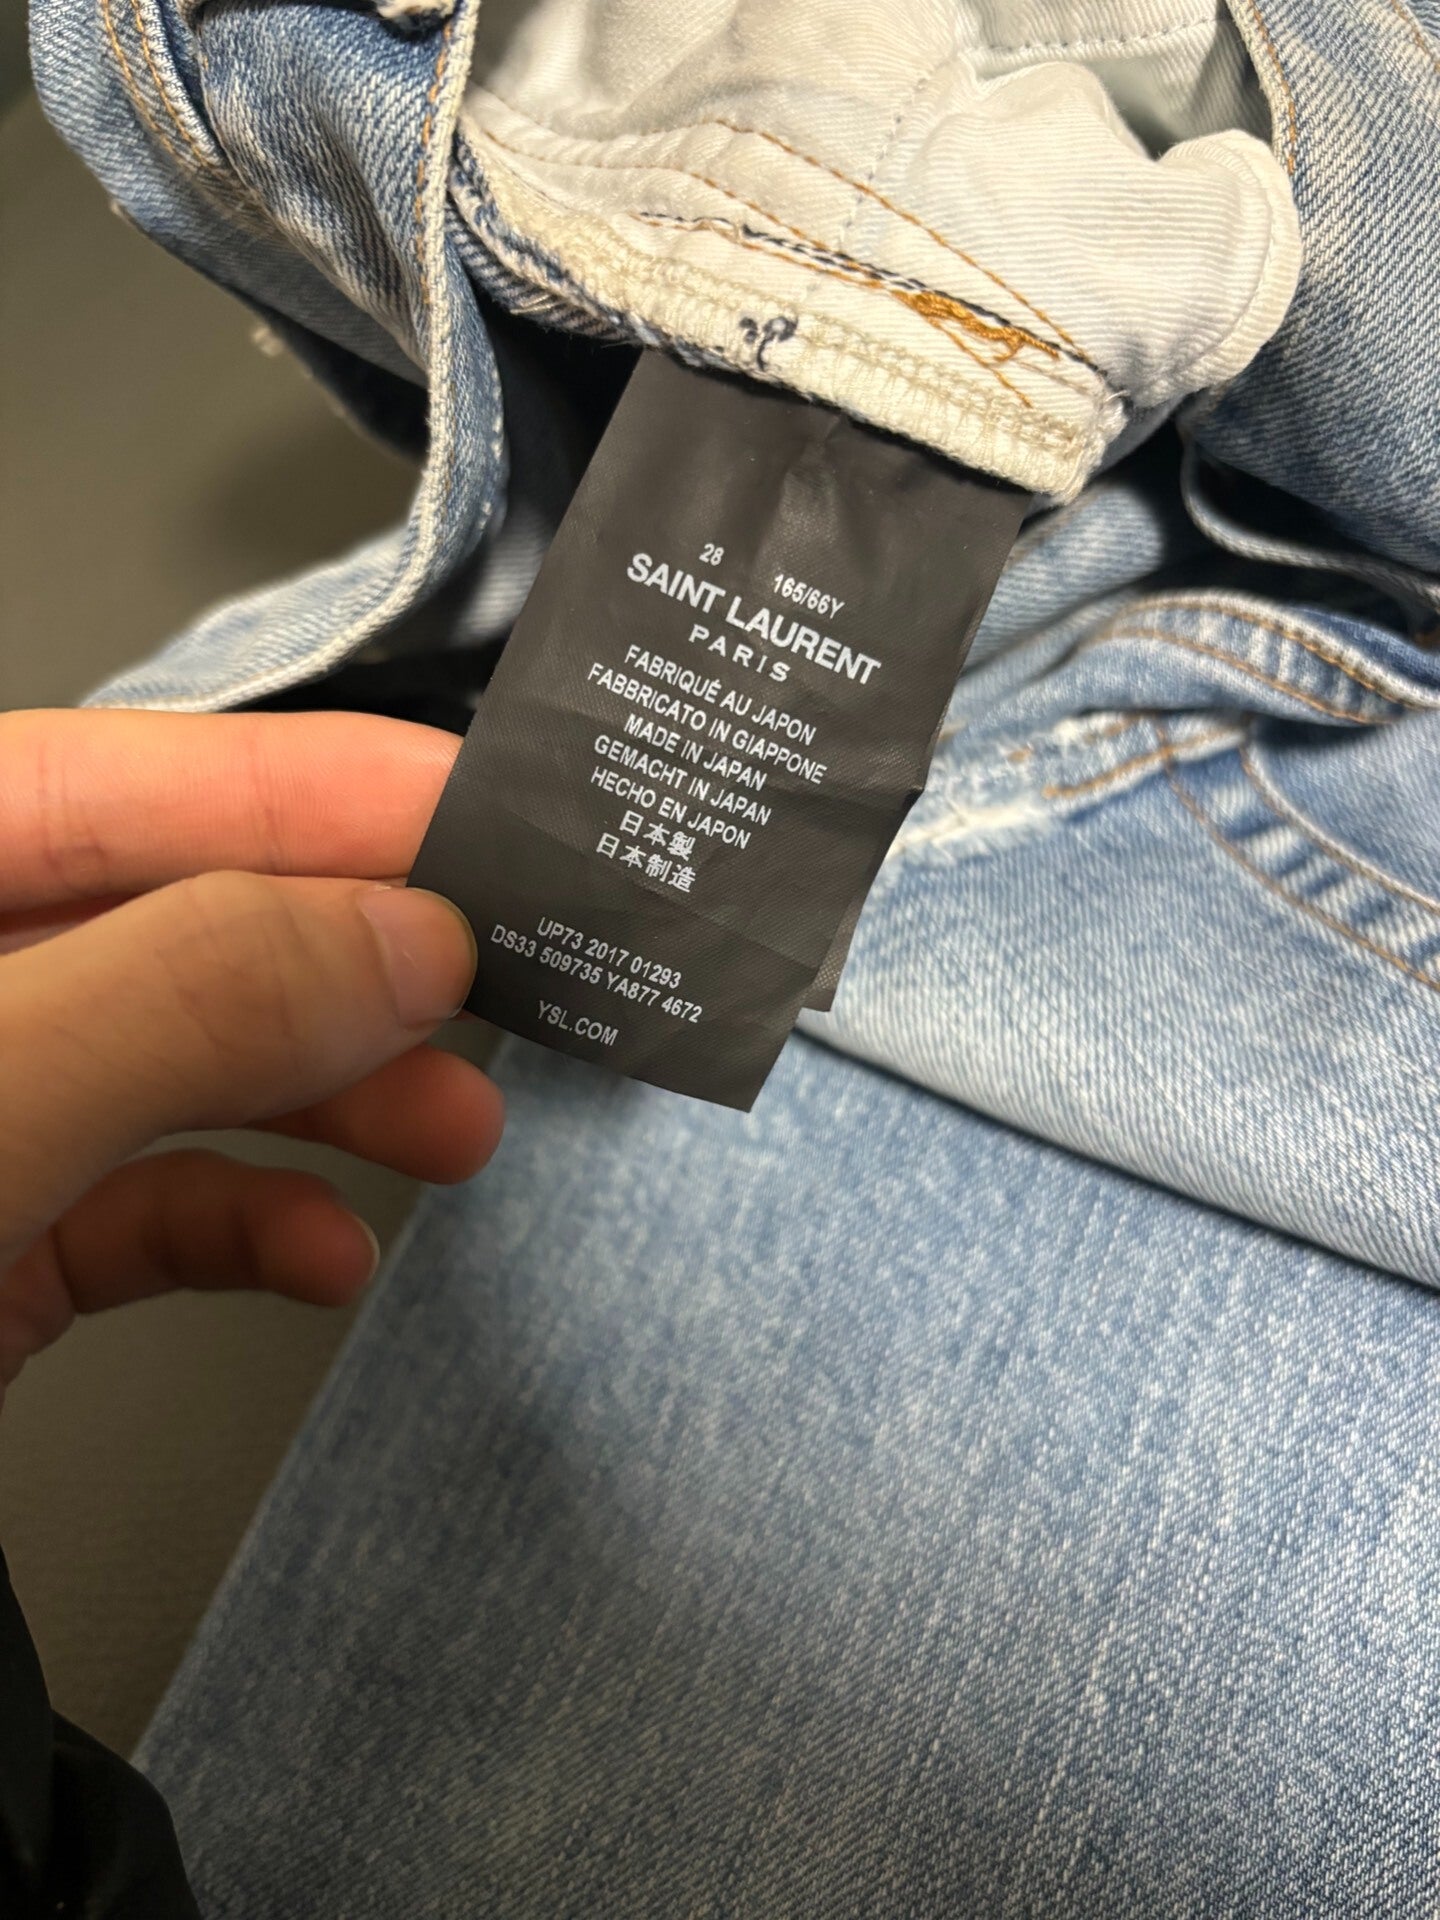 28 165/66Y
SAINT LAURENT
PARIS
FABRIQUÉ AU JAPON
FABBRICATO IN GIAPPONE
MADE IN JAPAN
GEMACHT IN JAPAN
HECHO EN JAPON
日本製
日本制造
UP73 2017 01293
DS33 509735 YA877 4672
YSL.COM